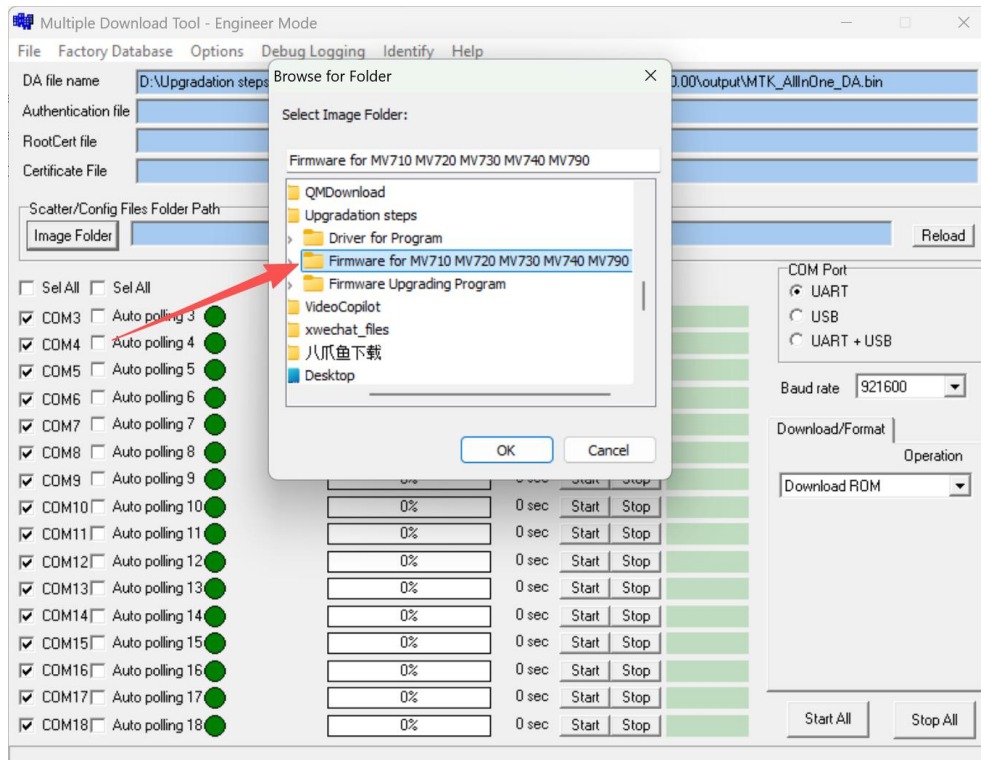 Multiple Download Tool - Engineer Mode
File Factory Database Options Debug Logging Identify Help
DA file name D:\Upgradation steps 0.00\output\MTK_AllInOne_DA.bin
Authentication file
RootCert file
Certificate File
Scatter/Config Files Folder Path
Image Folder Reload
Browse for Folder
Select Image Folder:
Firmware for MV710 MV720 MV730 MV740 MV790
QMDownload
Upgradation steps
Driver for Program
Firmware for MV710 MV720 MV730 MV740 MV790
Firmware Upgrading Program
VideoCopilot
xwechat_files
八爪鱼下载
Desktop
OK Cancel
Sel All Sel All
COM3 Auto polling 3
COM4 Auto polling 4
COM5 Auto polling 5
COM6 Auto polling 6
COM7 Auto polling 7
COM8 Auto polling 8
COM9 Auto polling 9 0% 0 sec Start Stop
COM10 Auto polling 10 0% 0 sec Start Stop
COM11 Auto polling 11 0% 0 sec Start Stop
COM12 Auto polling 12 0% 0 sec Start Stop
COM13 Auto polling 13 0% 0 sec Start Stop
COM14 Auto polling 14 0% 0 sec Start Stop
COM15 Auto polling 15 0% 0 sec Start Stop
COM16 Auto polling 16 0% 0 sec Start Stop
COM17 Auto polling 17 0% 0 sec Start Stop
COM18 Auto polling 18 0% 0 sec Start Stop
COM Port
UART
USB
UART + USB
Baud rate 921600
Download/Format
Operation
Download ROM
Start All Stop All